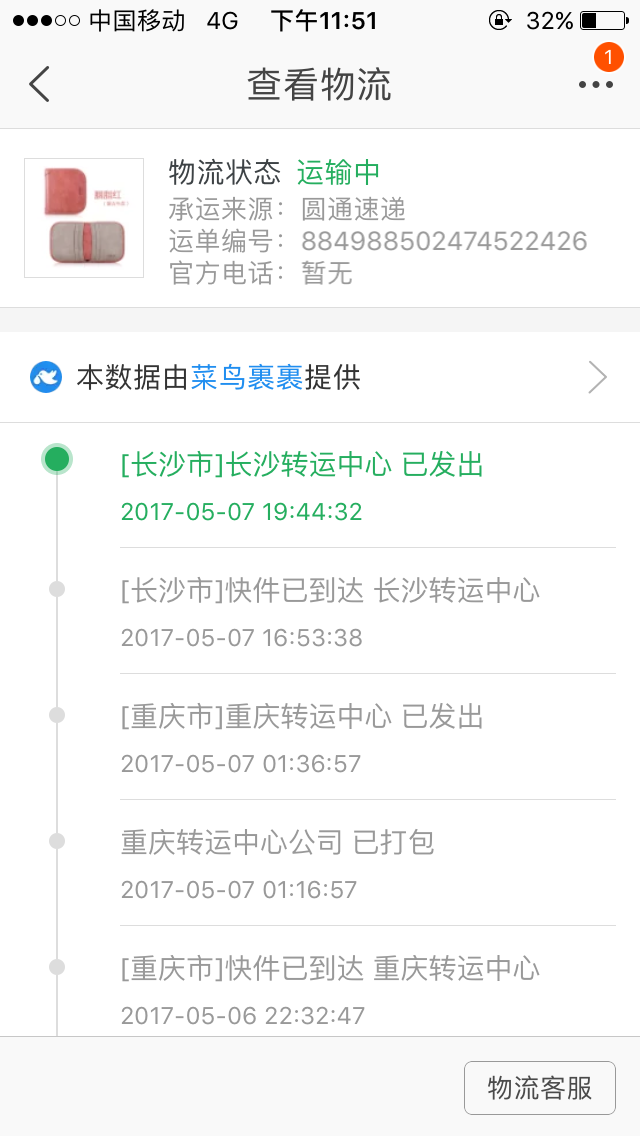 中国移动 4G 下午11:51 32%
查看物流
1
物流状态 运输中
承运来源：圆通速递
运单编号：884988502474522426
官方电话：暂无
本数据由菜鸟裹裹提供
[长沙市]长沙转运中心 已发出
2017-05-07 19:44:32
[长沙市]快件已到达 长沙转运中心
2017-05-07 16:53:38
[重庆市]重庆转运中心 已发出
2017-05-07 01:36:57
重庆转运中心公司 已打包
2017-05-07 01:16:57
[重庆市]快件已到达 重庆转运中心
2017-05-06 22:32:47
物流客服